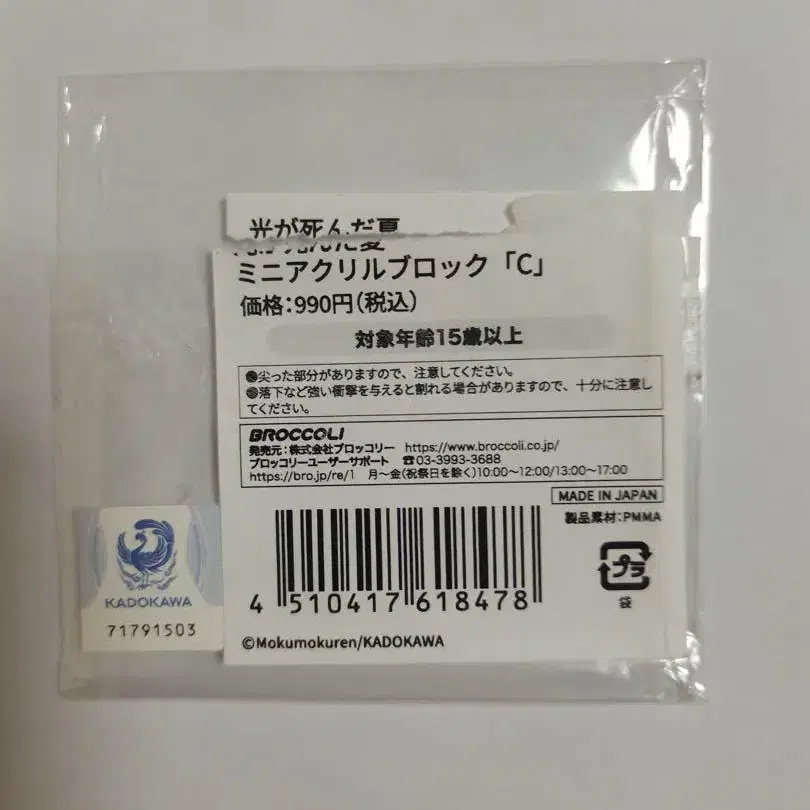 光が死んだ夏
ミニアクリルブロック「C」
価格：990円（税込）
対象年齢15歳以上
尖った部分がありますので、注意してください。
落下など強い衝撃を与えると割れる場合がありますので、十分に注意し
てください。
BROCCOLI
発売元：株式会社ブロッコリー https://www.broccoli.co.jp/
ブロッコリーユーザーサポート ☎03-3993-3688
https://bro.jp/re/1 月～金（祝祭日を除く）10:00～12:00/13:00～17:00
MADE IN JAPAN
製品素材：PMMA
プラ
袋
4 510417 618478
©Mokumokuren/KADOKAWA
KADOKAWA
71791503